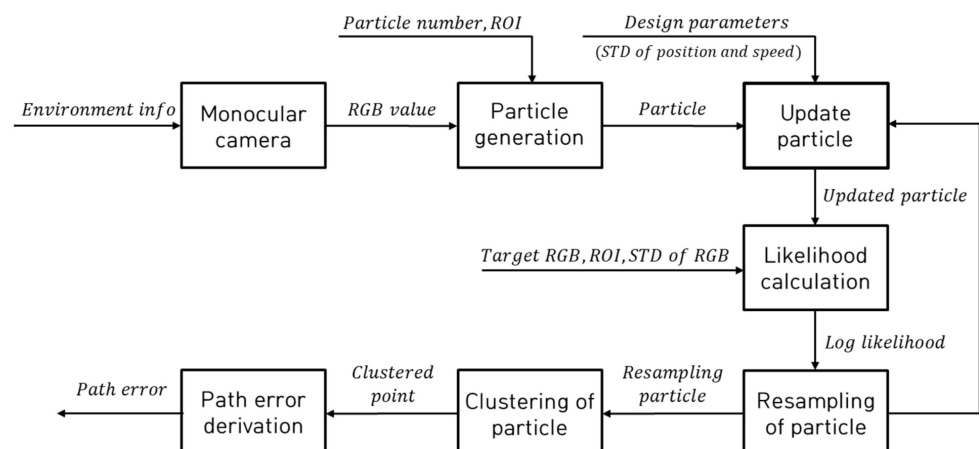 Particle number, ROI
Design parameters
(STD of position and speed)
Environment info
Monocular
camera
RGB value
Particle
generation
Particle
Update
particle
Updated particle
Target RGB, ROI, STD of RGB
Likelihood
calculation
Log likelihood
Path error
Path error
derivation
Clustered
point
Clustering of
particle
Resampling
particle
Resampling
of particle